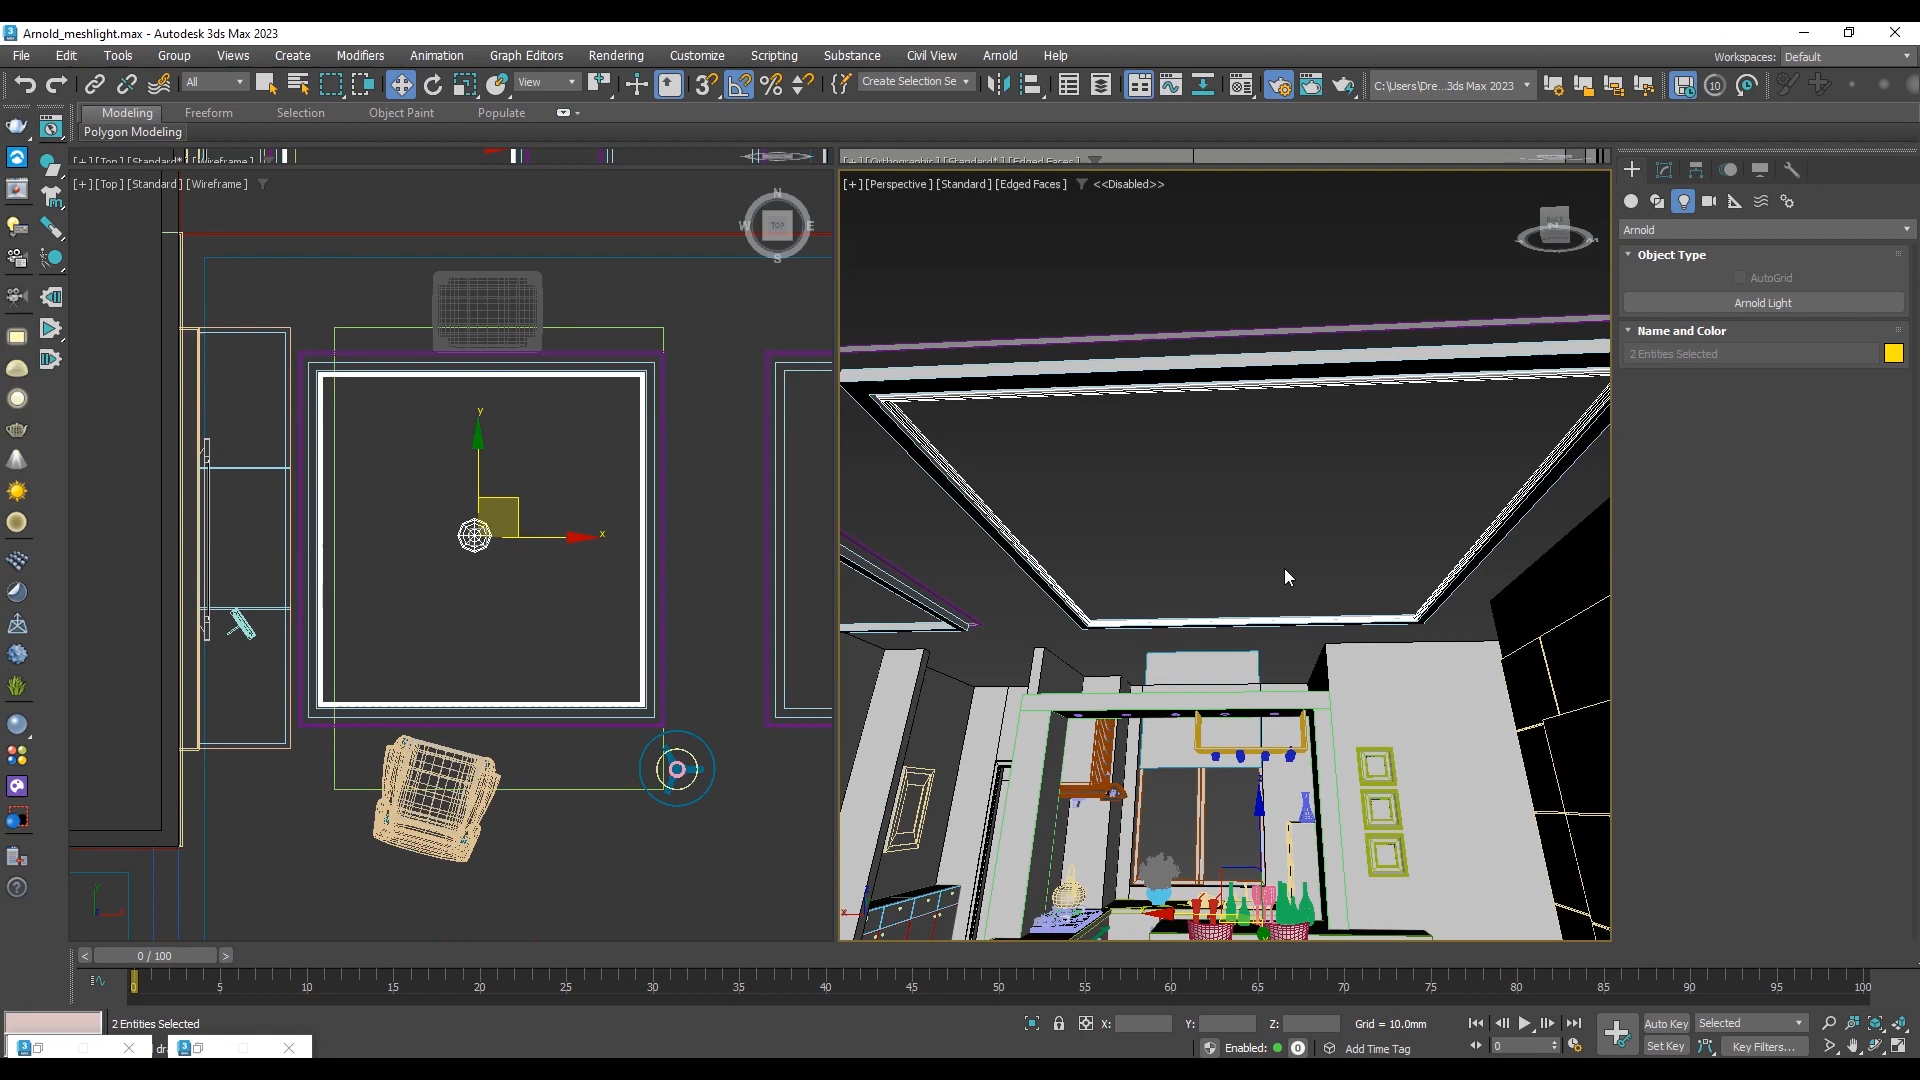 Arnold_meshlight.max - Autodesk 3ds Max 2023
File Edit Tools Group Views Create Modifiers Animation Graph Editors Rendering Customize Scripting Substance Civil View Arnold Help
Workspaces: Default
All
View
Create Selection Se
C:\Users\Dre...3ds Max 2023
10
Modeling Freeform Selection Object Paint Populate
Polygon Modeling
[+] [Top] [Standard] [Wireframe]
N
W TOP E
S
y
x
[+] [Perspective] [Standard] [Edged Faces] <<Disabled>>
Arnold
Object Type
AutoGrid
Arnold Light
Name and Color
2 Entities Selected
< 0 / 100 >
0 5 10 15 20 25 30 35 40 45 50 55 60 65 70 75 80 85 90 95 100
2 Entities Selected
X: Y: Z: Grid = 10.0mm
Enabled: 0 Add Time Tag
0
Auto Key Selected
Set Key Key Filters...